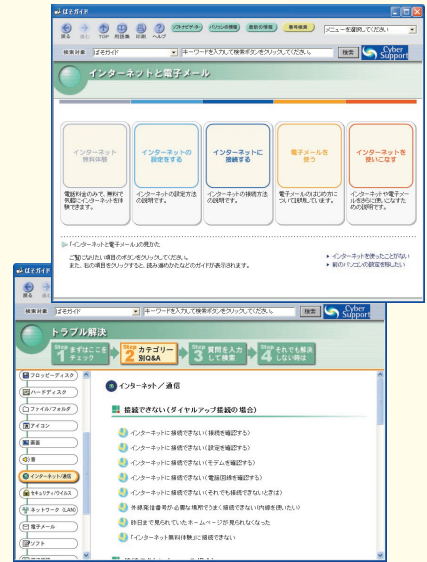 ぱそガイド
戻る 進む TOP 用語集 印刷 ヘルプ
ソフトナビゲーター パソコンの情報 最新の情報 番号検索 メニューを選択してください
検索対象 ぱそガイド キーワードを入力して検索ボタンをクリックしてください。 検索 Cyber Support
インターネットと電子メール
インターネット
無料体験
電話料金のみで、無料で
気軽にインターネットを体
験できます。
インターネットの
設定をする
インターネットの設定方法
の説明です。
インターネットに
接続する
インターネットの接続方法
の説明です。
電子メールを
使う
電子メールのはじめ方に
ついて説明しています。
インターネットを
使いこなす
インターネットや電子メー
ルをさらに使いこなすた
めの説明です。
「インターネットと電子メール」の見かた
ご覧になりたい項目のボタンをクリックしてください。
また、右の項目をクリックすると、読み進めかたなどのガイドが表示されます。
インターネットを使ったことがない
前のパソコンの設定を移したい
ぱそガイド
戻る
検索対象 ぱそガイド キーワードを入力して検索ボタンをクリックしてください。 検索 Cyber Support
トラブル解決
Step 1 まずはここを
チェック
Step 2 カテゴリー
別Q&A
Step 3 質問を入力
して検索
Step 4 それでも解決
しない時は
フロッピーディスク
ハードディスク
ファイル/フォルダ
アイコン
画面
音
インターネット/通信
セキュリティ/ウイルス
ネットワーク (LAN)
電子メール
ソフト
インターネット／通信
接続できない(ダイヤルアップ接続の場合)
インターネットに接続できない(接続を確認する)
インターネットに接続できない(設定を確認する)
インターネットに接続できない(モデムを確認する)
インターネットに接続できない(電話回線を確認する)
インターネットに接続できない(それでも接続できないときは)
外線発信番号が必要な場所でうまく接続できない(内線を使いたい)
昨日まで見られていたホームページが見られなくなった
「インターネット無料体験」に接続できない